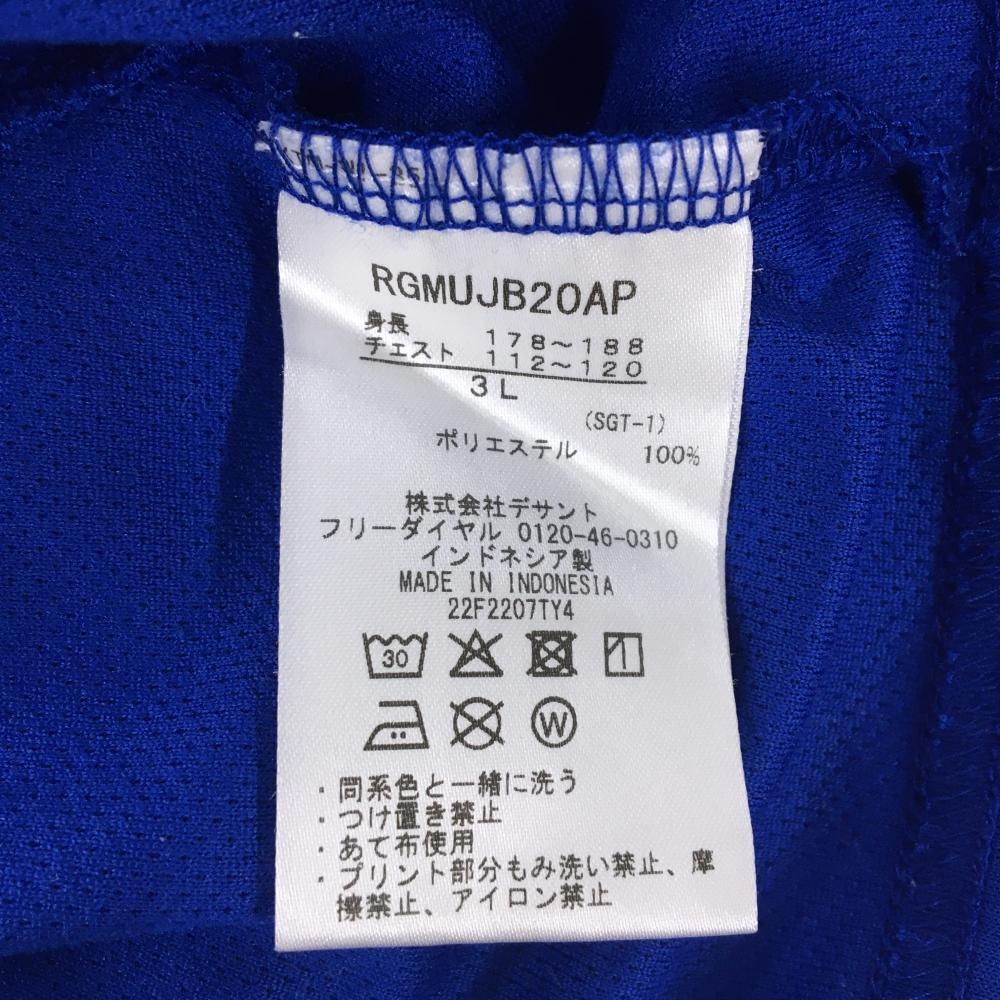 RGMUJB20AP
身長 178～188
チェスト 112～120
3L
(SGT-1)
ポリエステル 100%
株式会社デサント
フリーダイヤル 0120-46-0310
インドネシア製
MADE IN INDONESIA
22F2207TY4
30
W
・同系色と一緒に洗う
・つけ置き禁止
・あて布使用
・プリント部分もみ洗い禁止、摩
擦禁止、アイロン禁止